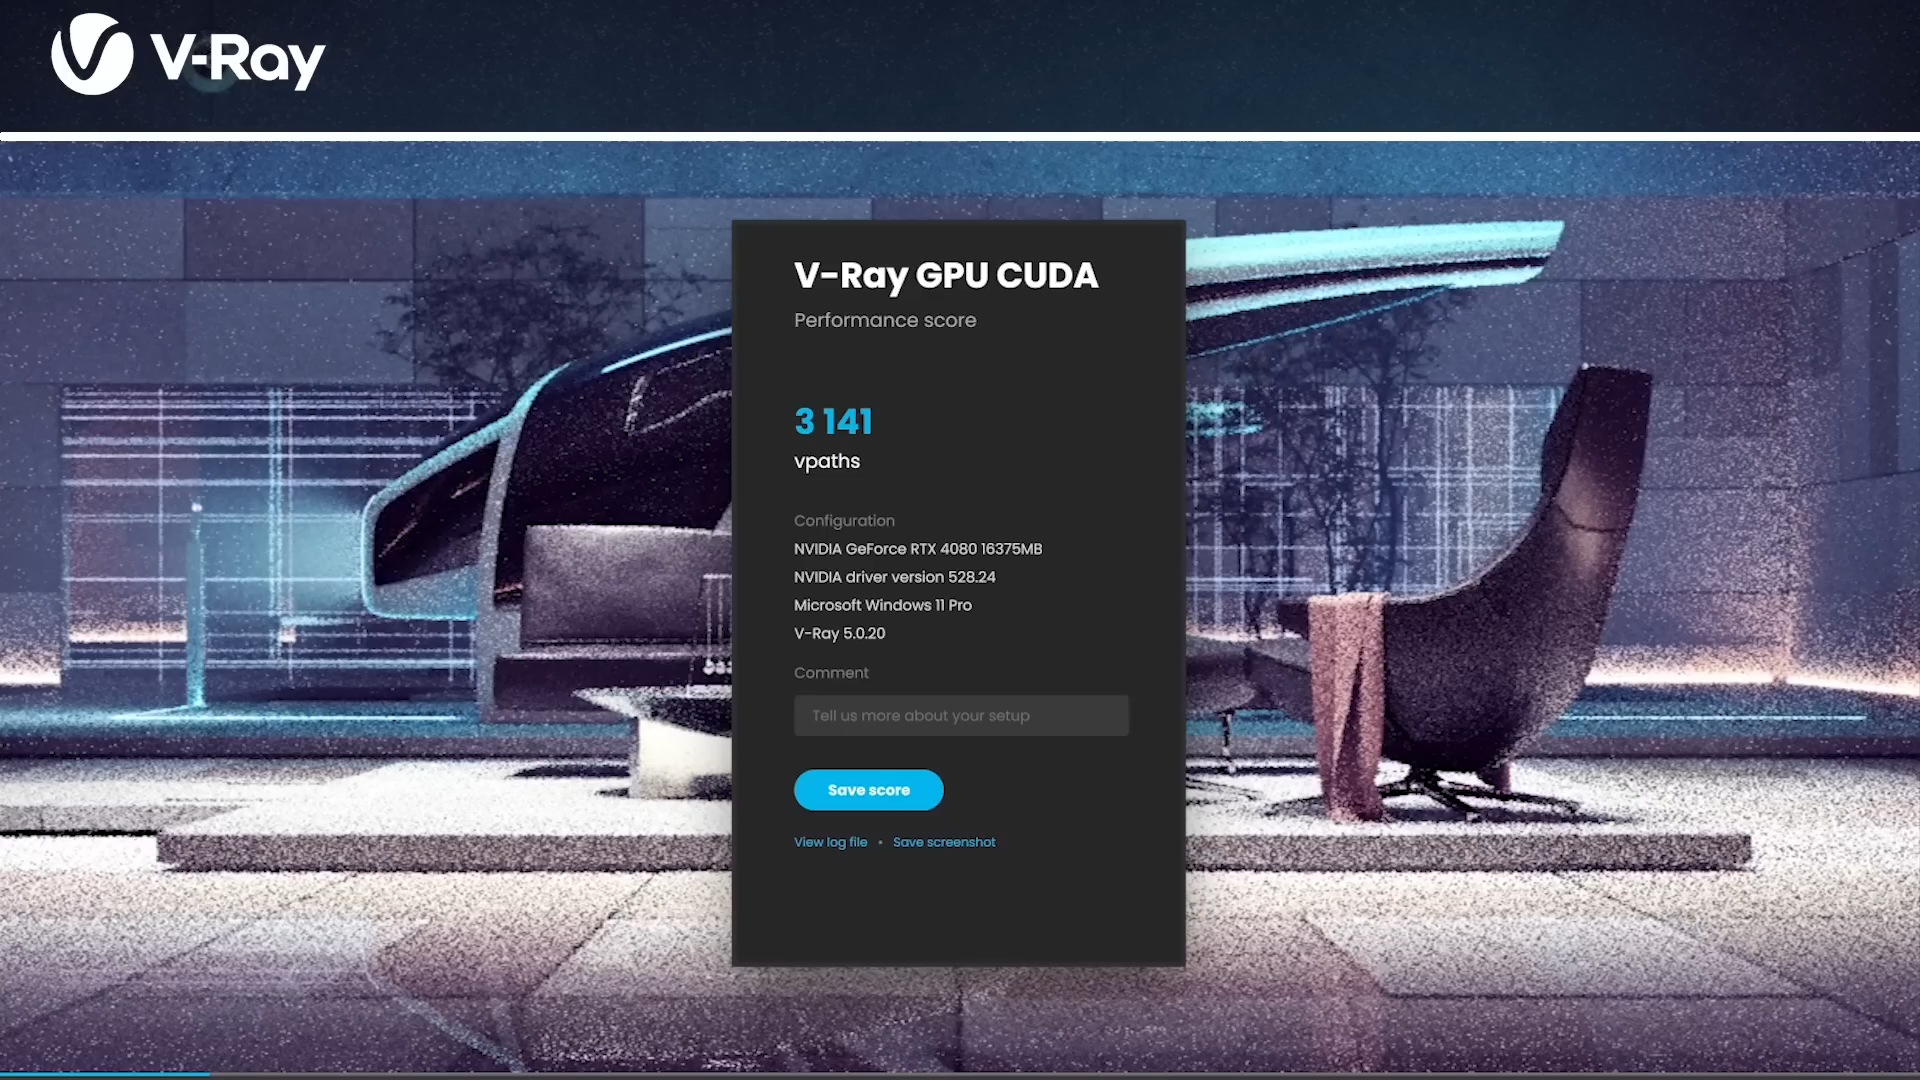 V-Ray
V-Ray GPU CUDA
Performance score
3 141
vpaths
Configuration
NVIDIA GeForce RTX 4080 16375MB
NVIDIA driver version 528.24
Microsoft Windows 11 Pro
V-Ray 5.0.20
Comment
Tell us more about your setup
Save score
View log file • Save screenshot